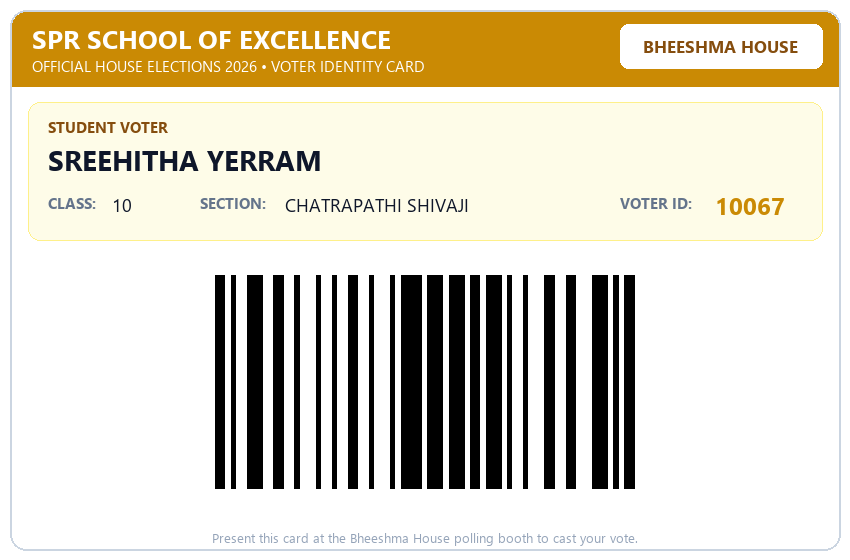 SPR SCHOOL OF EXCELLENCE
OFFICIAL HOUSE ELECTIONS 2026 • VOTER IDENTITY CARD
BHEESHMA HOUSE
STUDENT VOTER
SREEHITHA YERRAM
CLASS: 10 SECTION: CHATRAPATHI SHIVAJI VOTER ID: 10067
Present this card at the Bheeshma House polling booth to cast your vote.